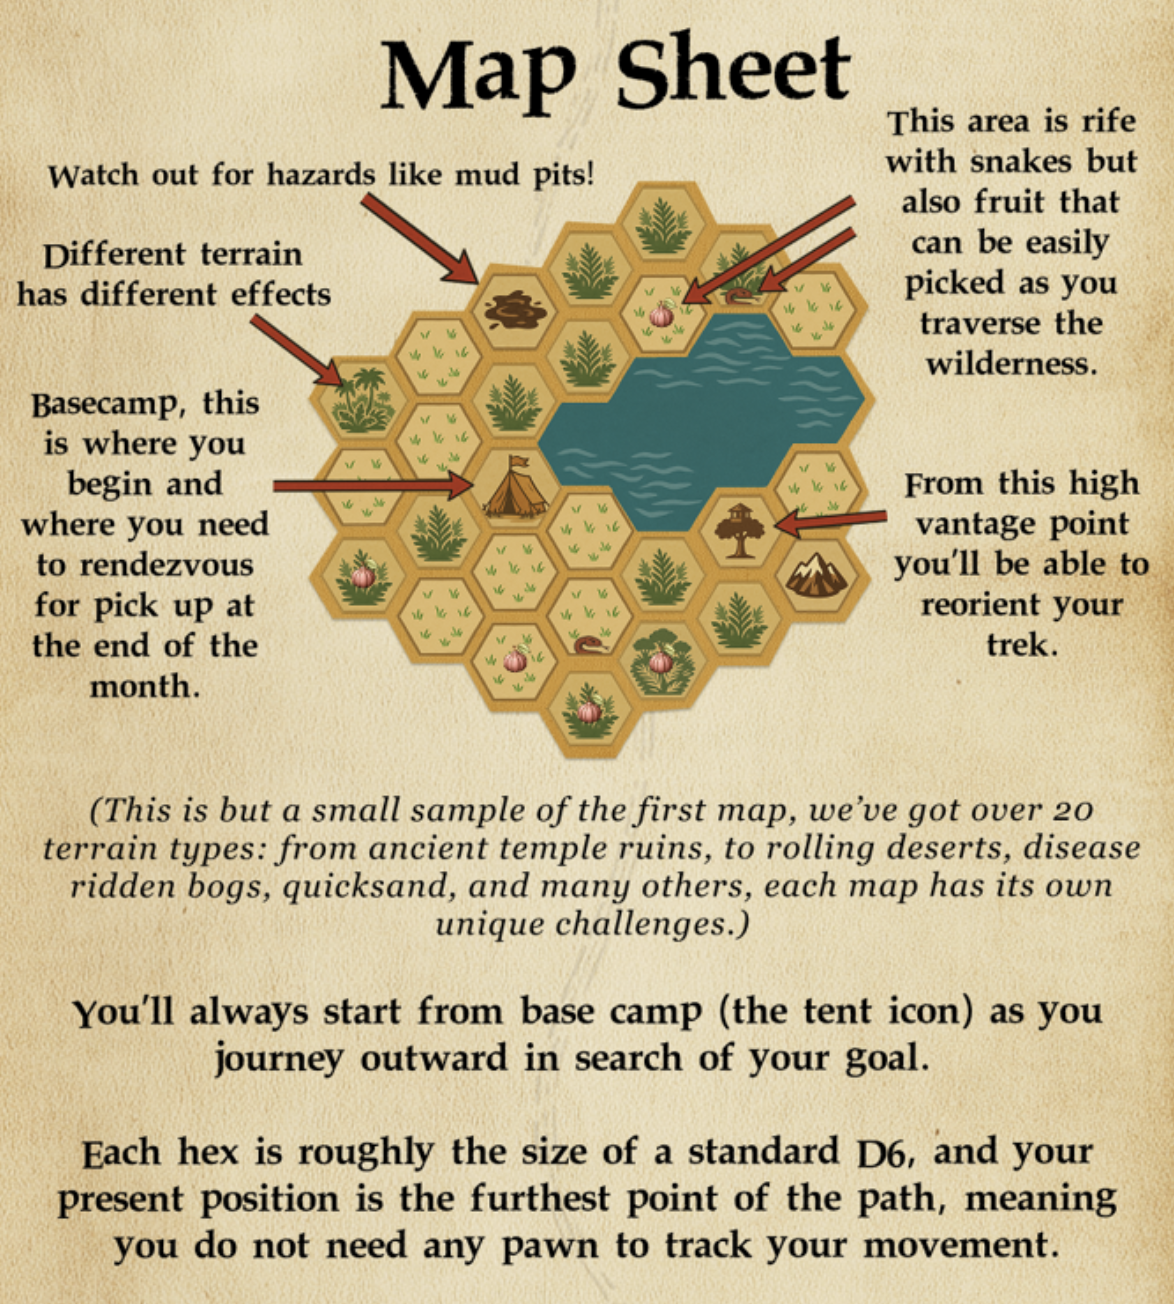 Map Sheet
Watch out for hazards like mud pits!
Different terrain
has different effects
Basecamp, this
is where you
begin and
where you need
to rendezvous
for pick up at
the end of the
month.
This area is rife
with snakes but
also fruit that
can be easily
picked as you
traverse the
wilderness.
From this high
vantage point
you'll be able to
reorient your
trek.
(This is but a small sample of the first map, we've got over 20
terrain types: from ancient temple ruins, to rolling deserts, disease
ridden bogs, quicksand, and many others, each map has its own
unique challenges.)
You'll always start from base camp (the tent icon) as you
journey outward in search of your goal.
Each hex is roughly the size of a standard D6, and your
present position is the furthest point of the path, meaning
you do not need any pawn to track your movement.